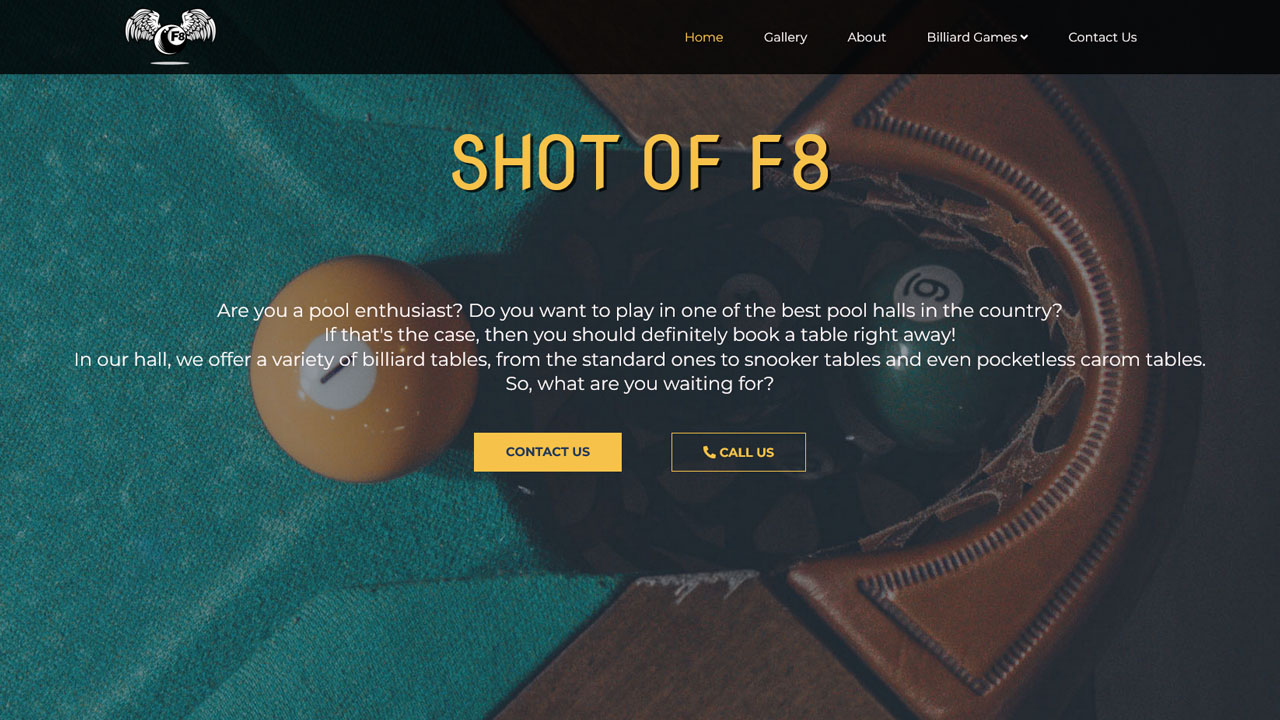 F8
Home
Gallery
About
Billiard Games
Contact Us
SHOT OF F8
Are you a pool enthusiast? Do you want to play in one of the best pool halls in the country?
If that's the case, then you should definitely book a table right away!
In our hall, we offer a variety of billiard tables, from the standard ones to snooker tables and even pocketless carom tables.
So, what are you waiting for?
1
6
CONTACT US
CALL US